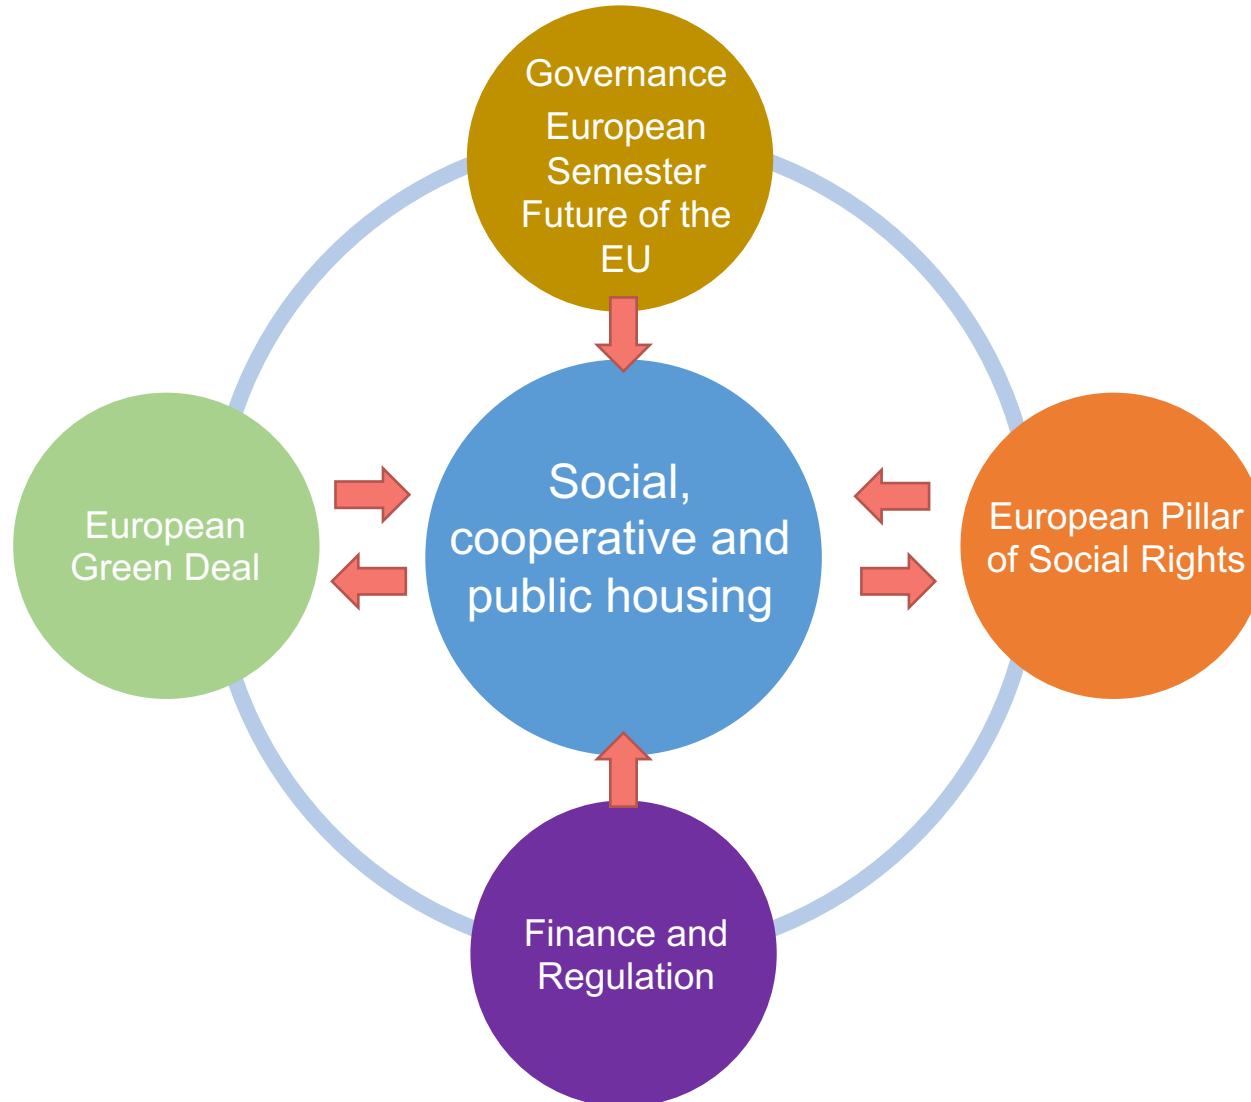 Governance
European
Semester
Future of the
EU
Social,
cooperative and
public housing
European
Green Deal
European Pillar
of Social Rights
Finance and
Regulation